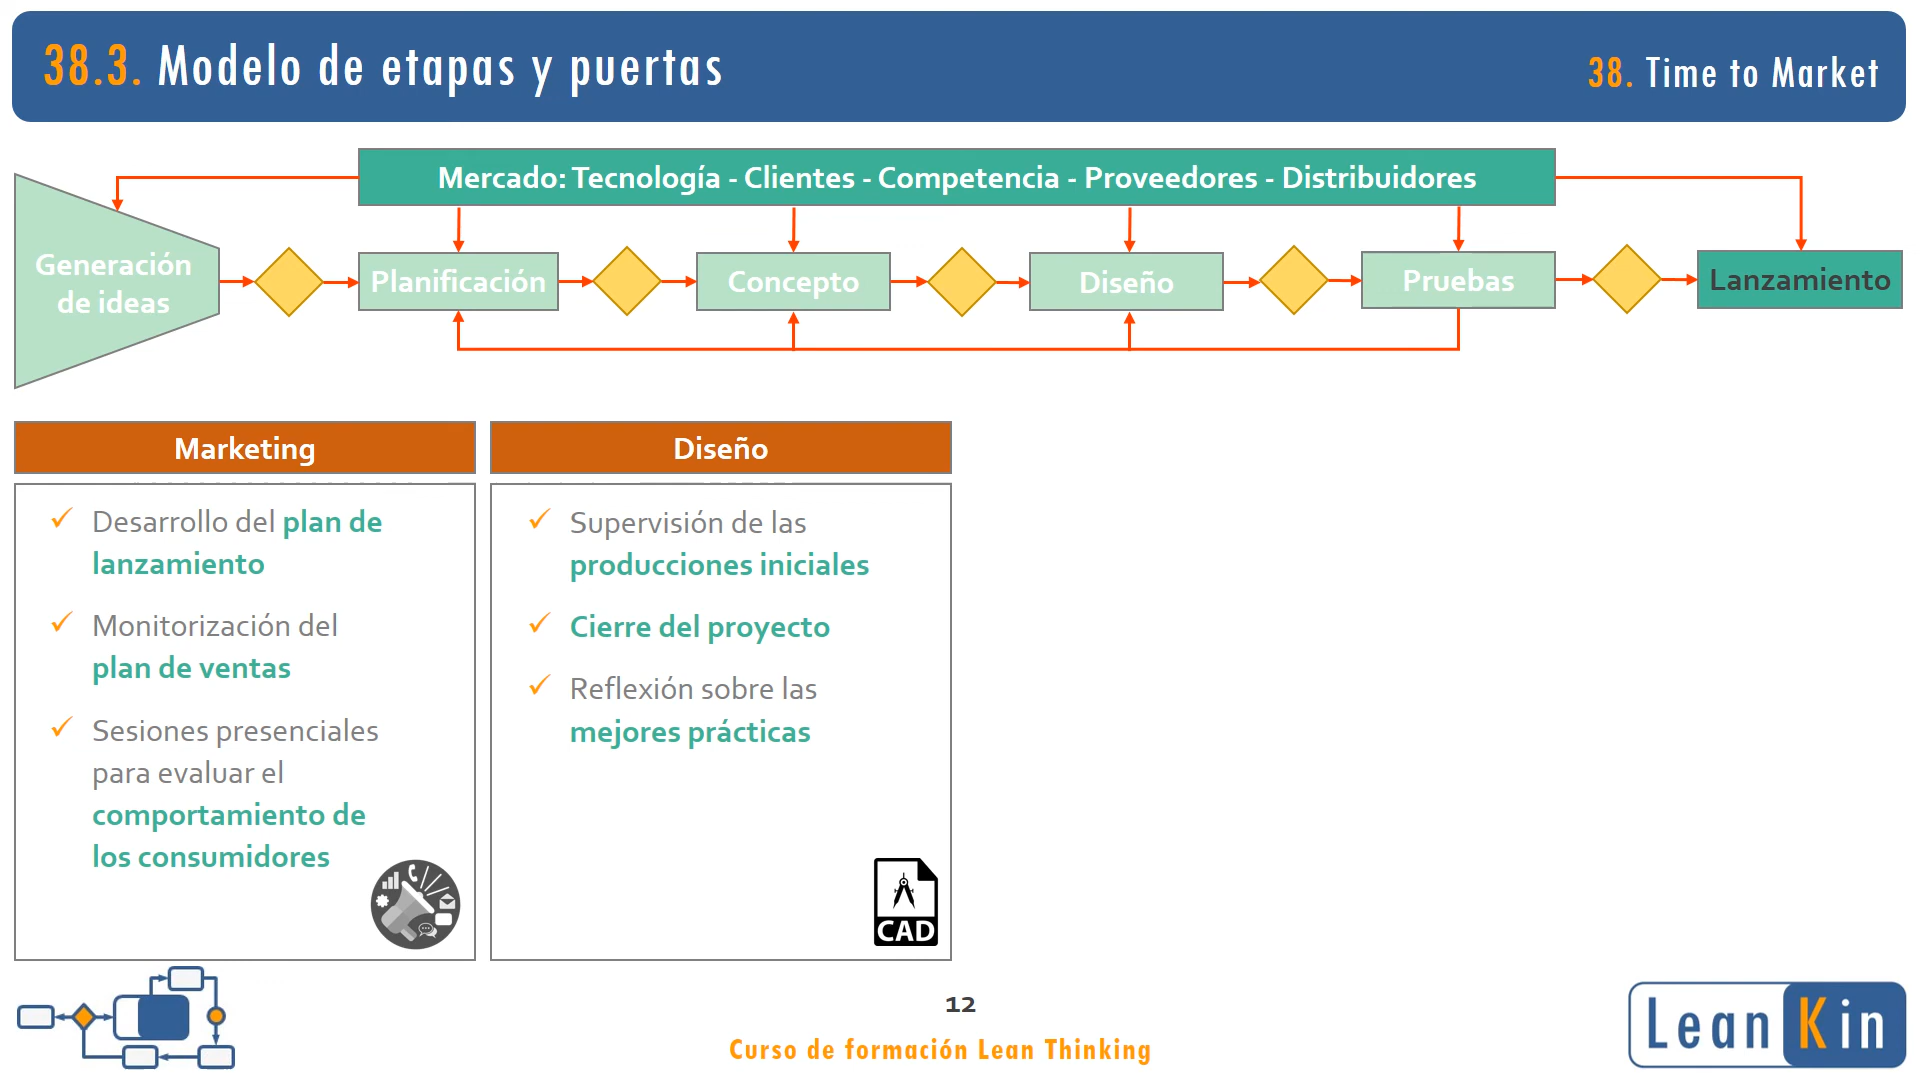 38.3. Modelo de etapas y puertas
38. Time to Market
Mercado: Tecnología - Clientes - Competencia - Proveedores - Distribuidores
Generación
de ideas
Planificación
Concepto
Diseño
Pruebas
Lanzamiento
Marketing
Desarrollo del plan de
lanzamiento
Monitorización del
plan de ventas
Sesiones presenciales
para evaluar el
comportamiento de
los consumidores
Diseño
Supervisión de las
producciones iniciales
Cierre del proyecto
Reflexión sobre las
mejores prácticas
CAD
12
Curso de formación Lean Thinking
LeanKin